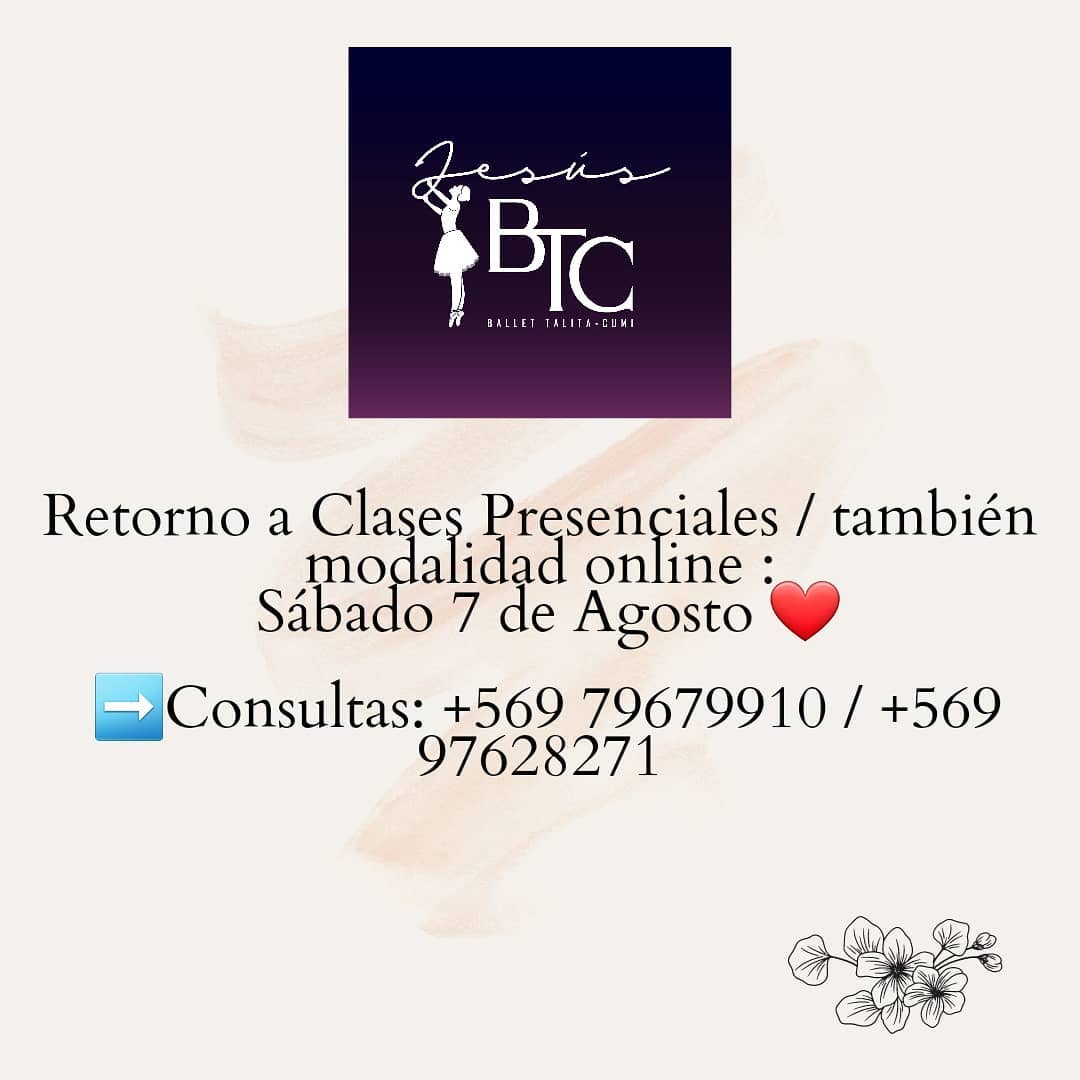 Jesús
BTC
BALLET TALITA-CUMI
Retorno a Clases Presenciales / también
modalidad online :
Sábado 7 de Agosto ❤️
➡️Consultas: +569 79679910 / +569
97628271